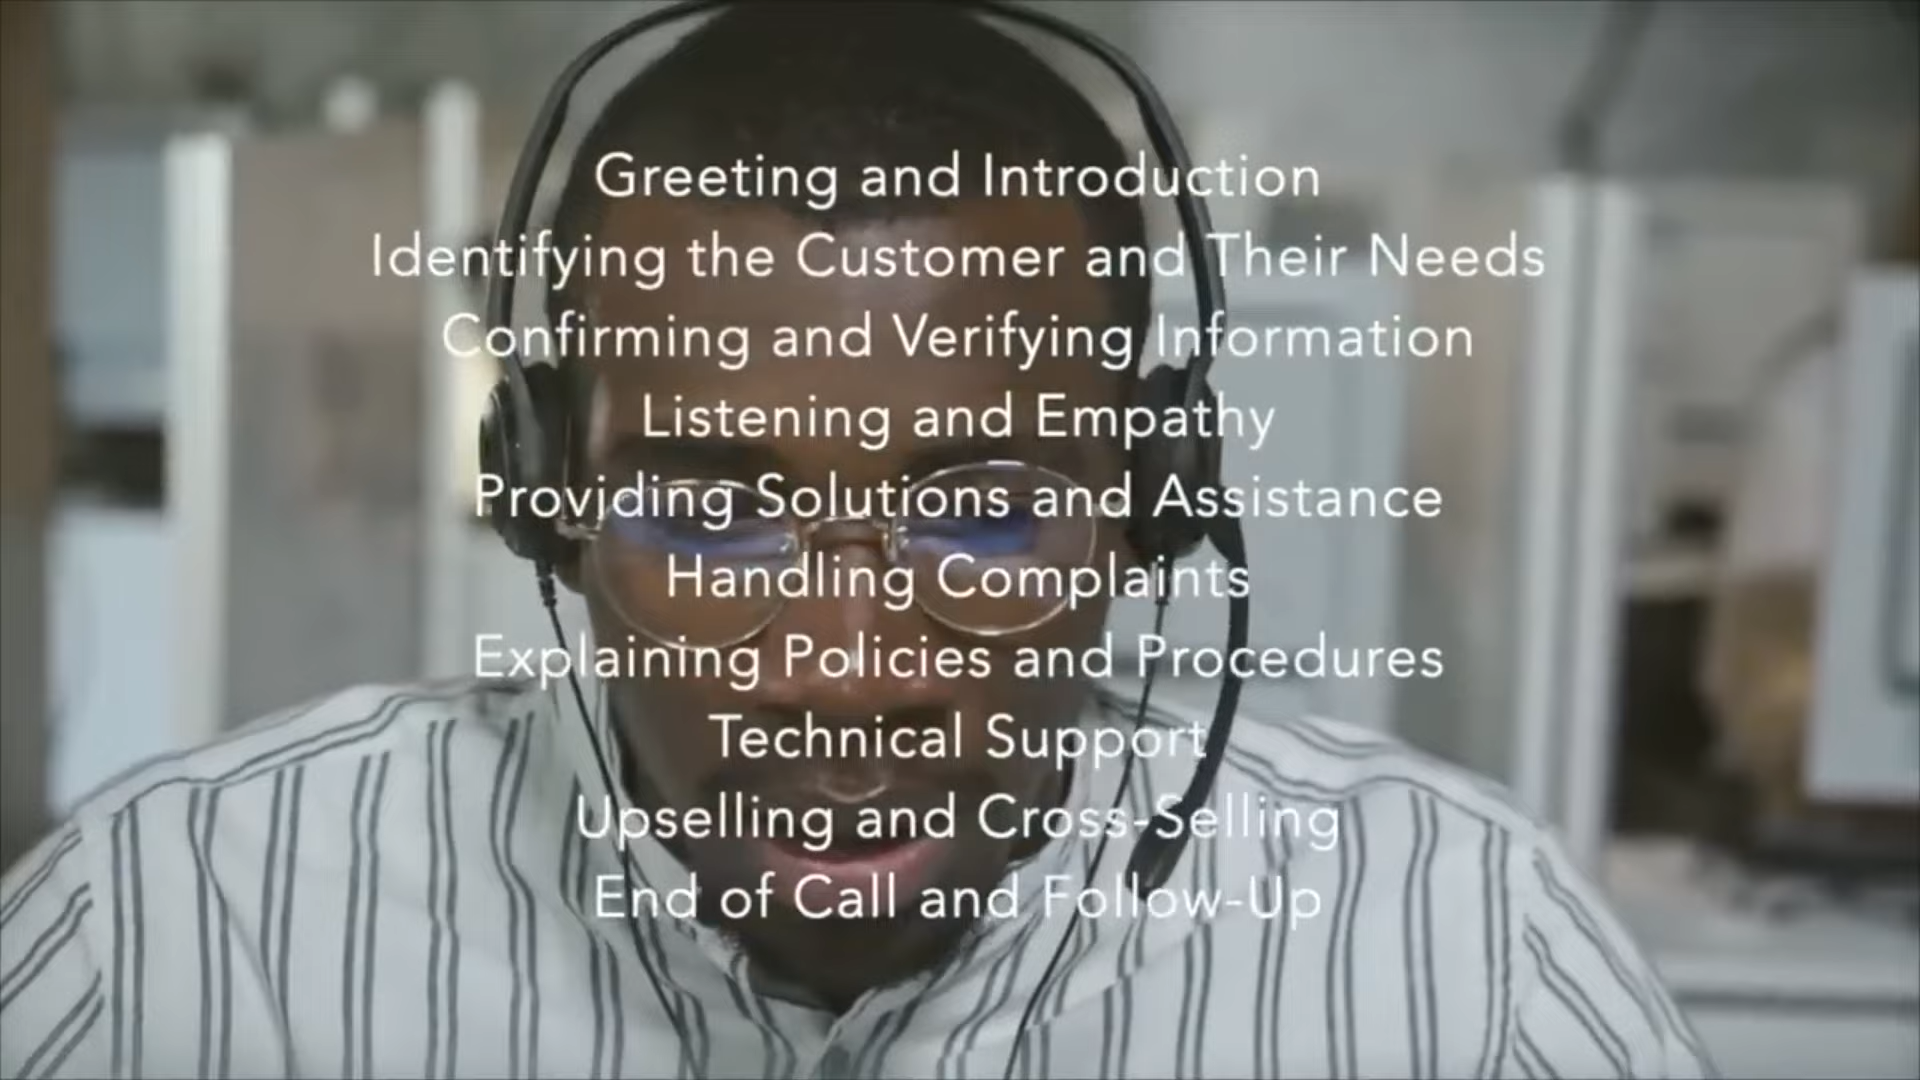 Greeting and Introduction
Identifying the Customer and Their Needs
Confirming and Verifying Information
Listening and Empathy
Providing Solutions and Assistance
Handling Complaints
Explaining Policies and Procedures
Technical Support
Upselling and Cross-Selling
End of Call and Follow-Up